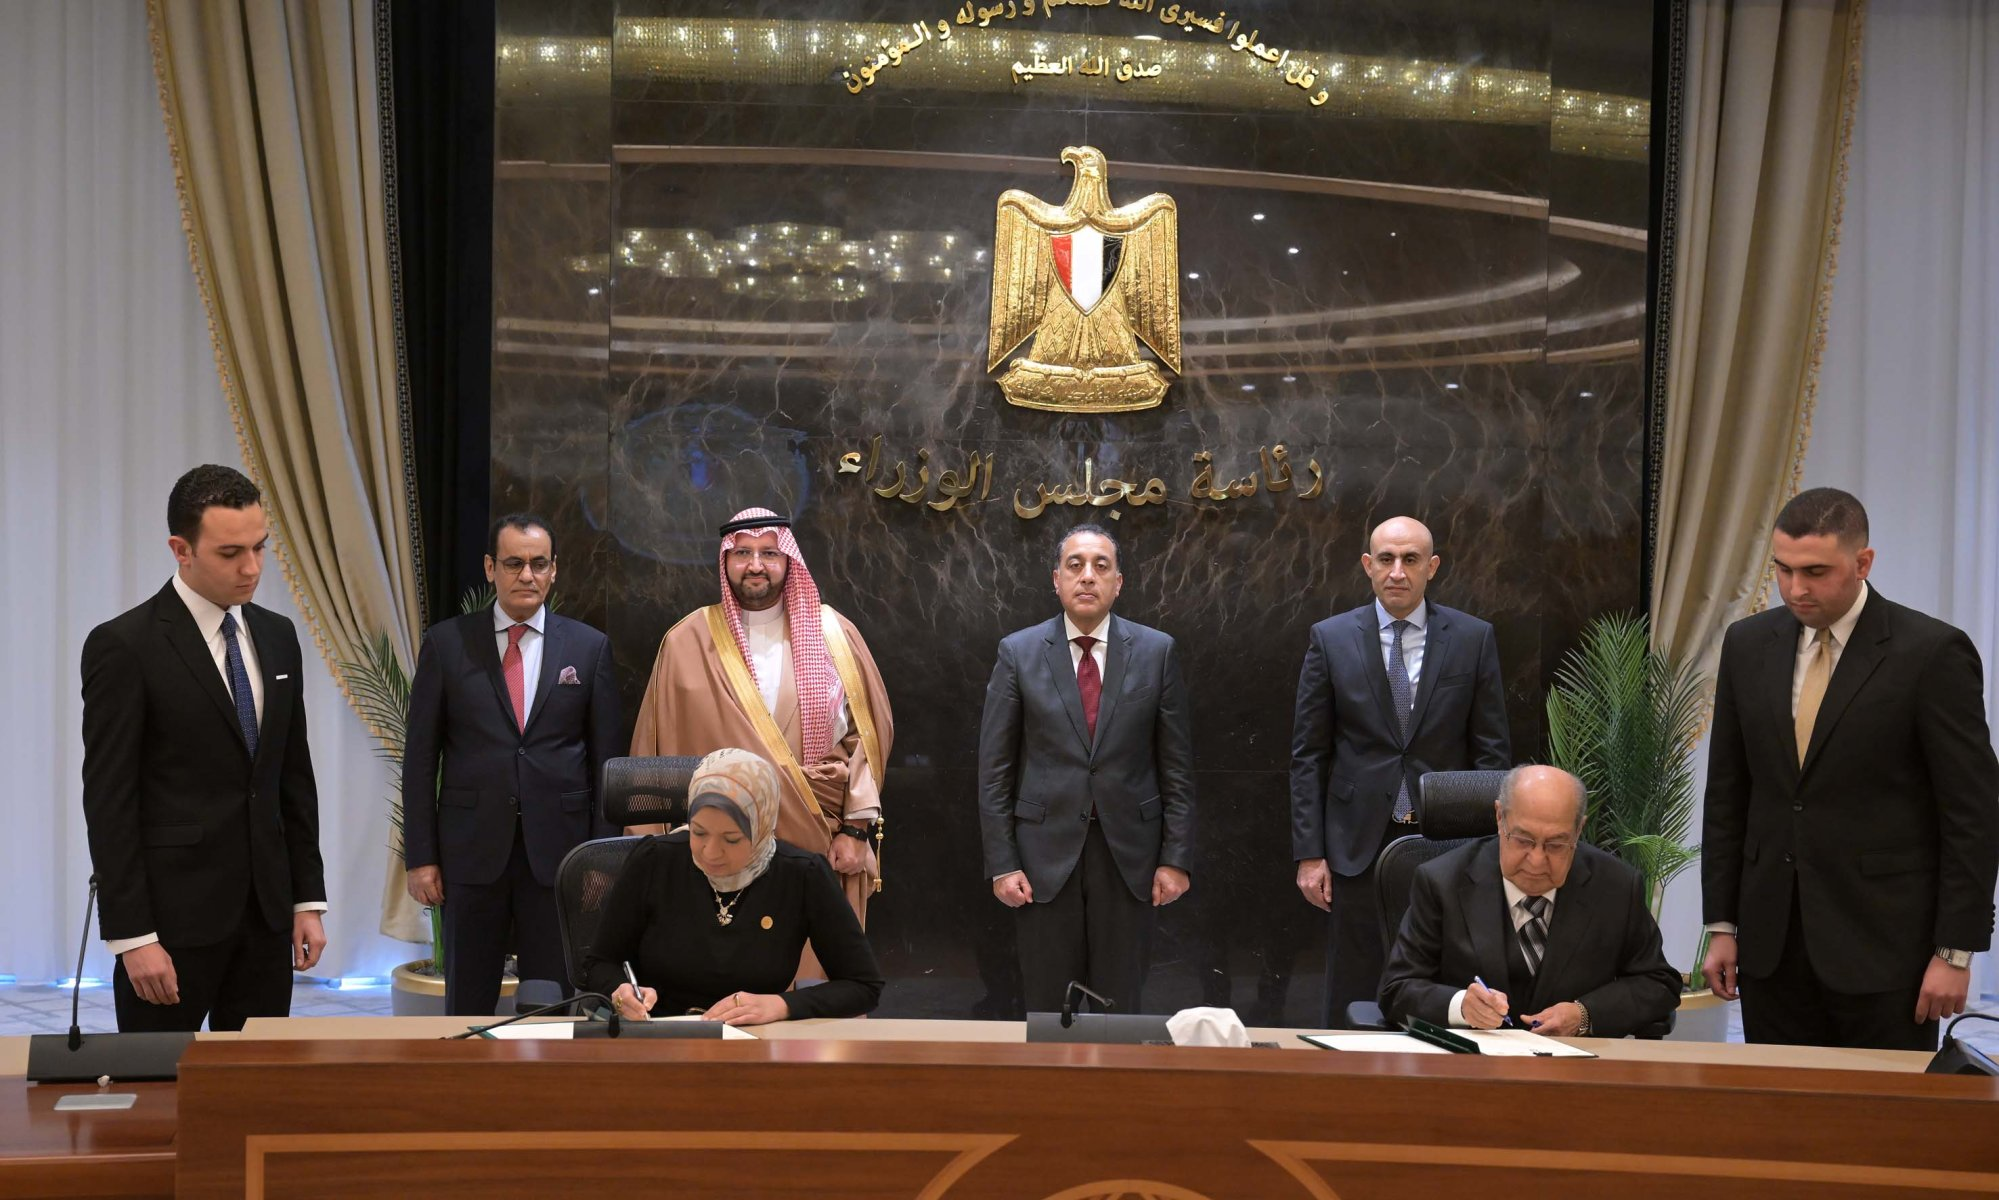 وقل اعملوا فسيرى الله عملكم ورسوله والمؤمنون
صدق الله العظيم
رئاسة مجلس الوزراء